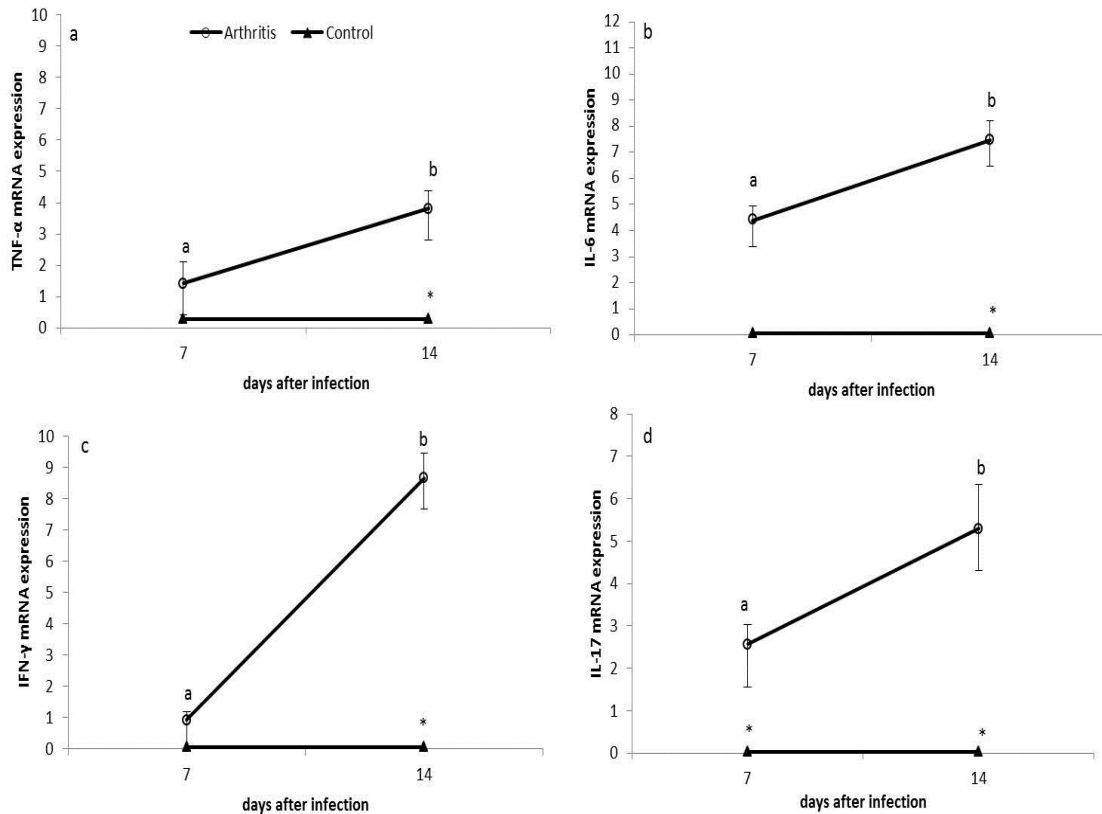 a
Arthritis Control
TNF-α mRNA expression
10
9
8
7
6
5
4
3
2
1
0
a
b
*
7 14
days after infection
b
IL-6 mRNA expression
12
11
10
9
8
7
6
5
4
3
2
1
0
a
b
*
7 14
days after infection
c
IFN-γ mRNA expression
10
9
8
7
6
5
4
3
2
1
0
a
b
*
7 14
days after infection
d
IL-17 mRNA expression
8
7
6
5
4
3
2
1
0
a
b
* *
7 14
days after infection